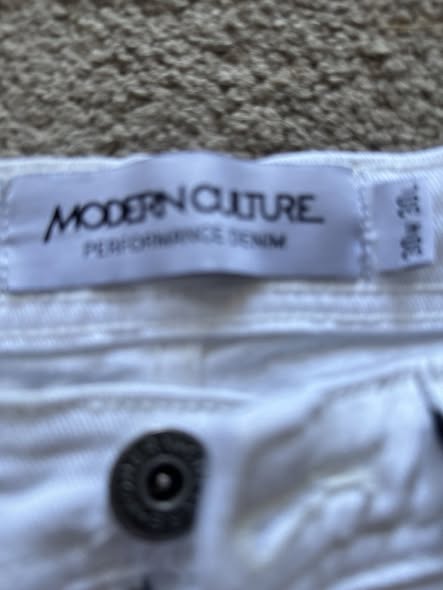 MODERN CULTURE
PERFORMANCE DENIM
30W 30L